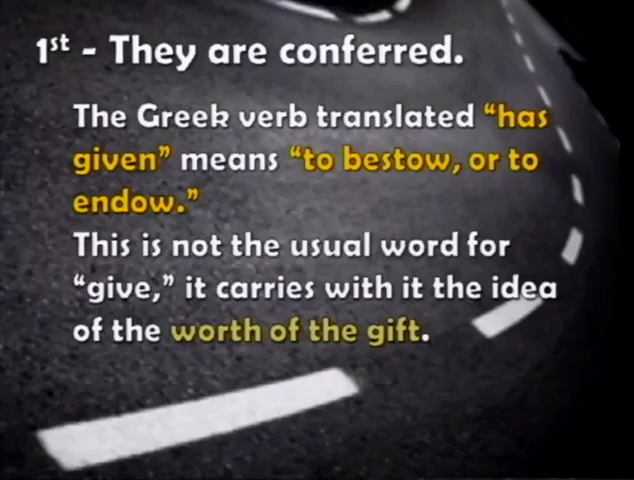 1st - They are conferred.
The Greek verb translated “has
given” means “to bestow, or to
endow.”
This is not the usual word for
“give,” it carries with it the idea
of the worth of the gift.